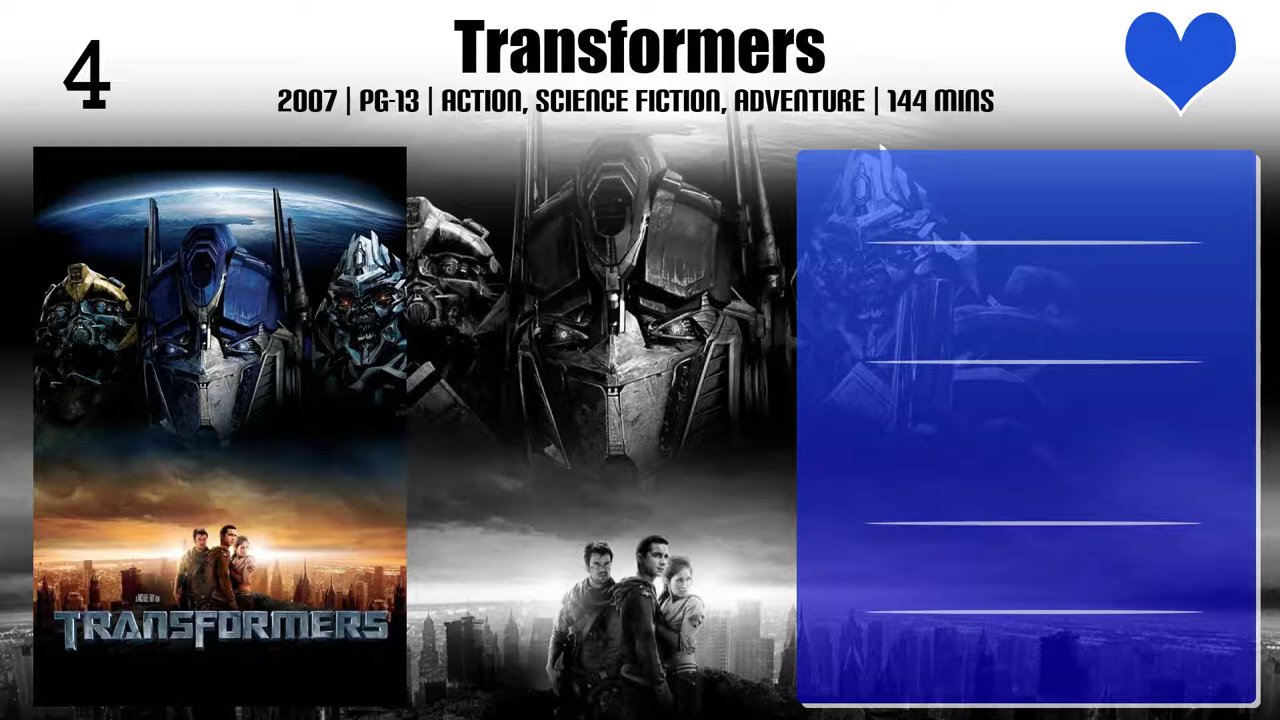 4
Transformers
2007 | PG-13 | ACTION, SCIENCE FICTION, ADVENTURE | 144 MINS
TRANSFORMERS